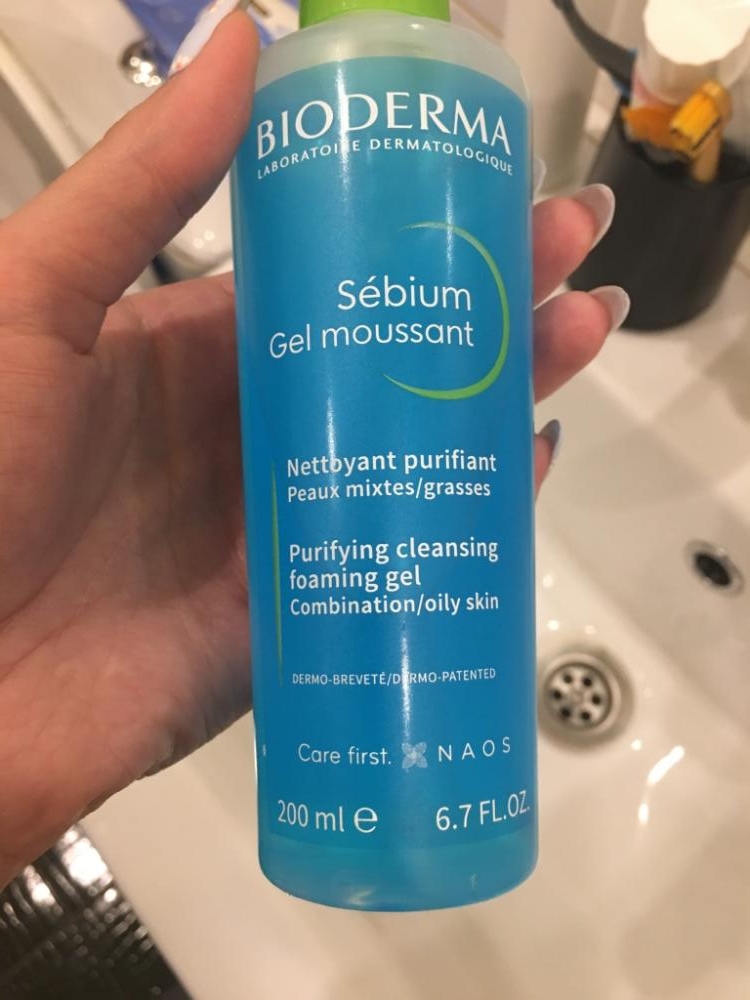 BIODERMA
LABORATOIRE DERMATOLOGIQUE
Sébium
Gel moussant
Nettoyant purifiant
Peaux mixtes/grasses
Purifying cleansing
foaming gel
Combination/oily skin
DERMO-BREVETÉ/DERMO-PATENTED
Care first. NAOS
200 ml e 6.7 FL.OZ.